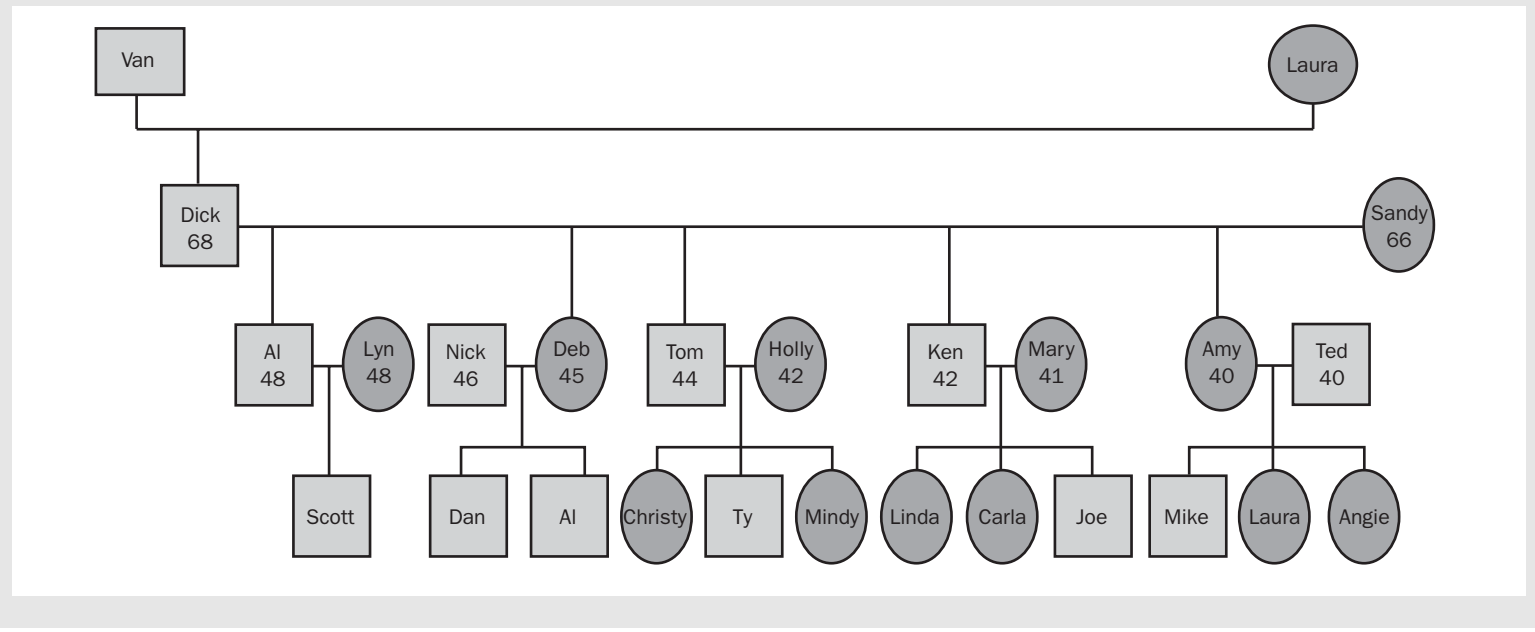 Van
Laura
Dick
68
Sandy
66
Al
48
Lyn
48
Nick
46
Deb
45
Tom
44
Holly
42
Ken
42
Mary
41
Amy
40
Ted
40
Scott
Dan
Al
Christy
Ty
Mindy
Linda
Carla
Joe
Mike
Laura
Angie